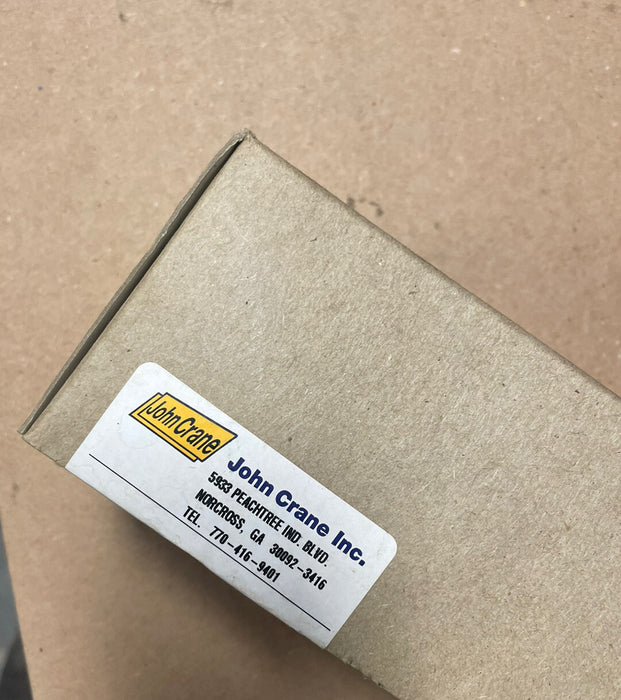 John Crane
John Crane Inc.
5933 PEACHTREE IND. BLVD.
NORCROSS, GA 30092-3416
TEL. 770-416-9401